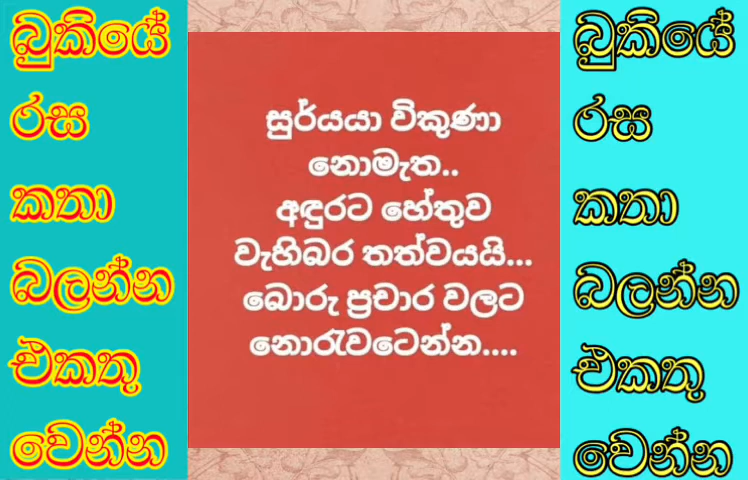 බුකියේ
රස
කතා
බලන්න
එකතු
වෙන්න
සුර්යයා විකුණා
නොමැත..
අඳුරට හේතුව
වැහිබර තත්වයයි...
බොරු ප්‍රචාර වලට
නොරැවටෙන්න....
බුකියේ
රස
කතා
බලන්න
එකතු
වෙන්න